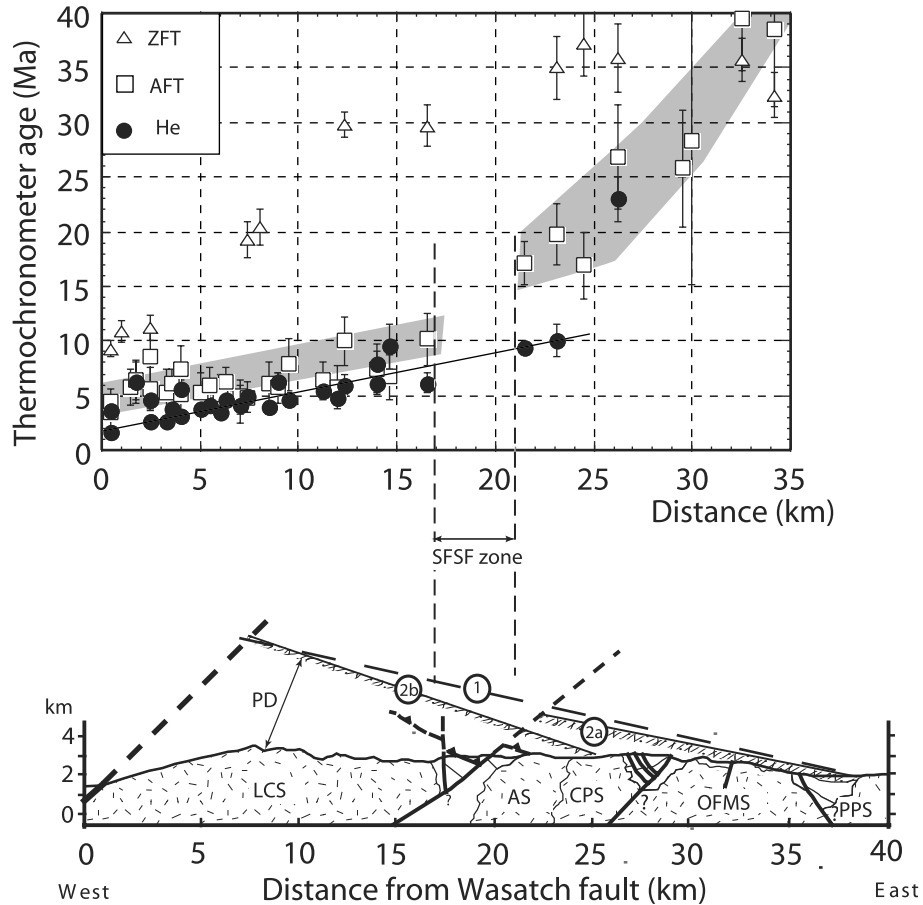 Thermochronometer age (Ma)
40
35
30
25
20
15
10
5
0
ZFT
AFT
He
0 5 10 15 20 25 30 35
Distance (km)
SFSF zone
km
4
2
0
PD
2b
1
2a
LCS
?
AS
CPS
?
OFMS
?
PPS
0 5 10 15 20 25 30 35 40
West
Distance from Wasatch fault (km)
East